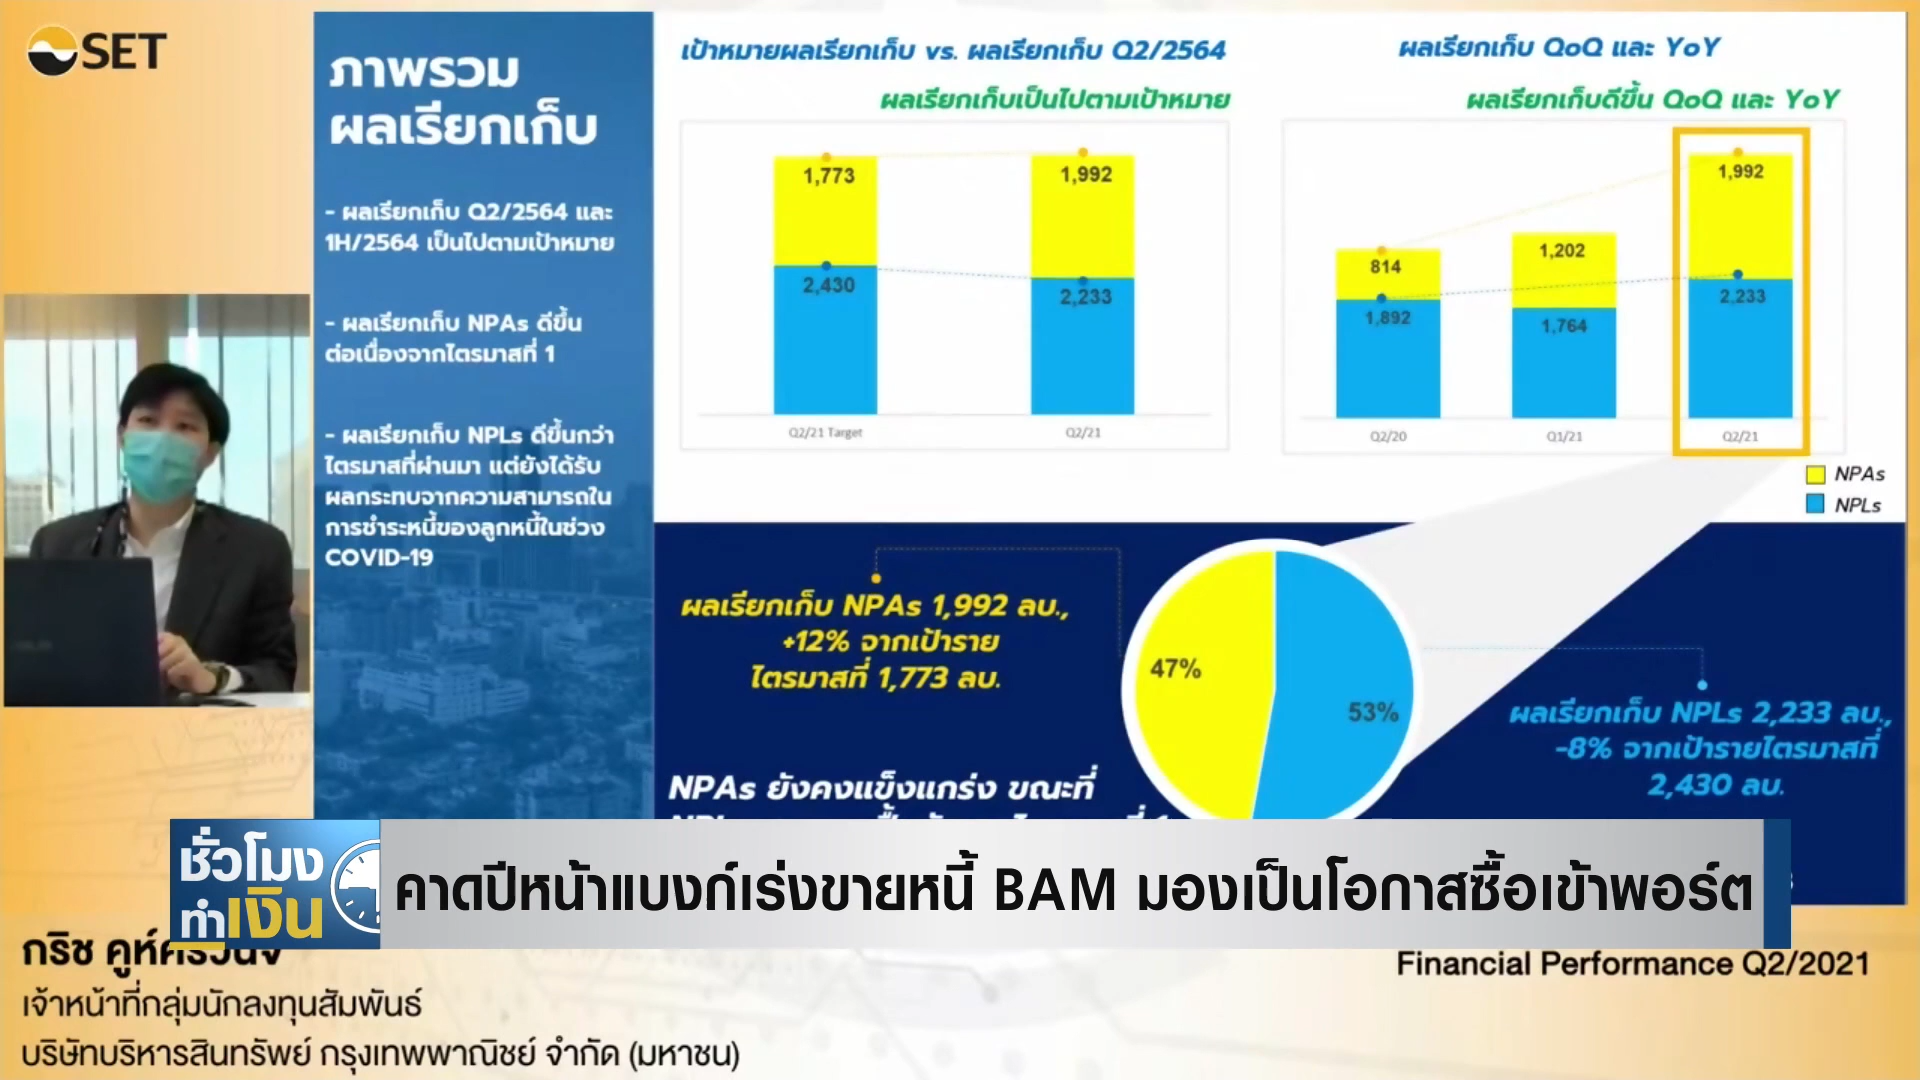 SET
ภาพรวม
ผลเรียกเก็บ
- ผลเรียกเก็บ Q2/2564 และ
1H/2564 เป็นไปตามเป้าหมาย
- ผลเรียกเก็บ NPAs ดีขึ้น
ต่อเนื่องจากไตรมาสที่ 1
- ผลเรียกเก็บ NPLs ดีขึ้นกว่า
ไตรมาสที่ผ่านมา แต่ยังได้รับ
ผลกระทบจากความสามารถใน
การชำระหนี้ของลูกหนี้ในช่วง
COVID-19
เป้าหมายผลเรียกเก็บ vs. ผลเรียกเก็บ Q2/2564
ผลเรียกเก็บเป็นไปตามเป้าหมาย
1,773
1,992
2,430
2,233
Q2/21 Target
Q2/21
ผลเรียกเก็บ QoQ และ YoY
ผลเรียกเก็บดีขึ้น QoQ และ YoY
1,992
1,202
814
2,233
1,892
1,764
Q2/20
Q1/21
Q2/21
NPAs
NPLs
ผลเรียกเก็บ NPAs 1,992 ลบ.,
+12% จากเป้าราย
ไตรมาสที่ 1,773 ลบ.
47%
53%
ผลเรียกเก็บ NPLs 2,233 ลบ.,
-8% จากเป้ารายไตรมาสที่
2,430 ลบ.
NPAs ยังคงแข็งแกร่ง ขณะที่
ชั่วโมง
ทำเงิน
คาดปีหน้าแบงก์เร่งขายหนี้ BAM มองเป็นโอกาสซื้อเข้าพอร์ต
กริช
เจ้าหน้าที่กลุ่มนักลงทุนสัมพันธ์
บริษัทบริหารสินทรัพย์ กรุงเทพพาณิชย์ จำกัด (มหาชน)
Financial Performance Q2/2021